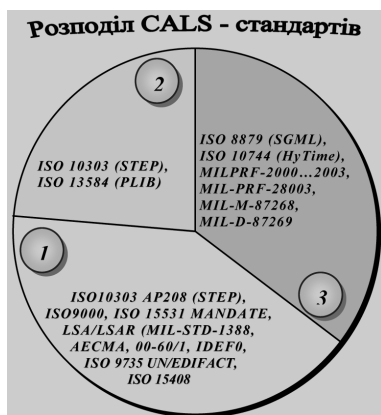 Розподіл CALS - стандартів
2
ISO 10303 (STEP),
ISO 13584 (PLIB)
ISO 8879 (SGML),
ISO 10744 (HyTime),
MILPRF-2000...2003,
MIL-PRF-28003,
MIL-M-87268,
MIL-D-87269
1
3
ISO10303 AP208 (STEP),
ISO9000, ISO 15531 MANDATE,
LSA/LSAR (MIL-STD-1388,
AECMA, 00-60/1, IDEF0,
ISO 9735 UN/EDIFACT,
ISO 15408